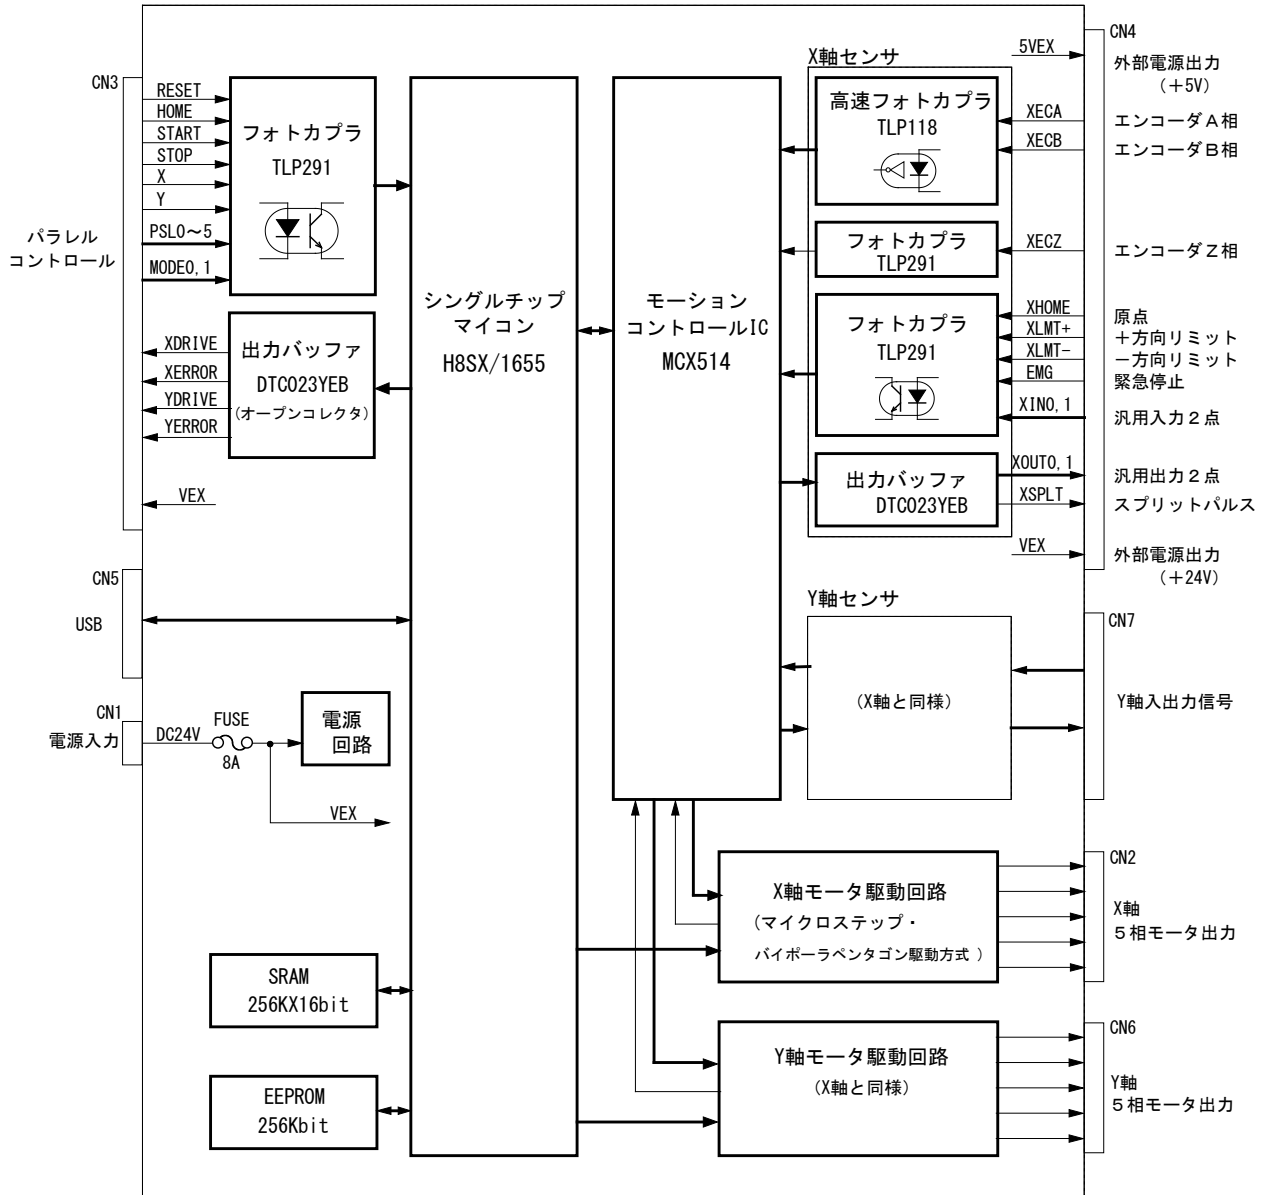 CN3
RESET
HOME
START
STOP
X
Y
PSL0～5
MODE0,1
パラレル
コントロール
フォトカプラ
TLP291
XDRIVE
XERROR
YDRIVE
YERROR
出力バッファ
DTC023YEB
(オープンコレクタ)
VEX
CN5
USB
CN1
電源入力
DC24V
FUSE
8A
電源
回路
VEX
SRAM
256KX16bit
EEPROM
256Kbit
シングルチップ
マイコン
H8SX/1655
モーション
コントロールIC
MCX514
X軸センサ
高速フォトカプラ
TLP118
フォトカプラ
TLP291
フォトカプラ
TLP291
出力バッファ
DTC023YEB
5VEX
XECA
XECB
XECZ
XHOME
XLMT+
XLMT-
EMG
XIN0,1
XOUT0,1
XSPLT
VEX
CN4
外部電源出力
(＋5V)
エンコーダＡ相
エンコーダＢ相
エンコーダＺ相
原点
＋方向リミット
－方向リミット
緊急停止
汎用入力２点
汎用出力２点
スプリットパルス
外部電源出力
(＋24V)
Y軸センサ
(X軸と同様)
CN7
Y軸入出力信号
X軸モータ駆動回路
(マイクロステップ・
バイポーラペンタゴン駆動方式 )
CN2
X軸
５相モータ出力
Y軸モータ駆動回路
(X軸と同様)
CN6
Y軸
５相モータ出力